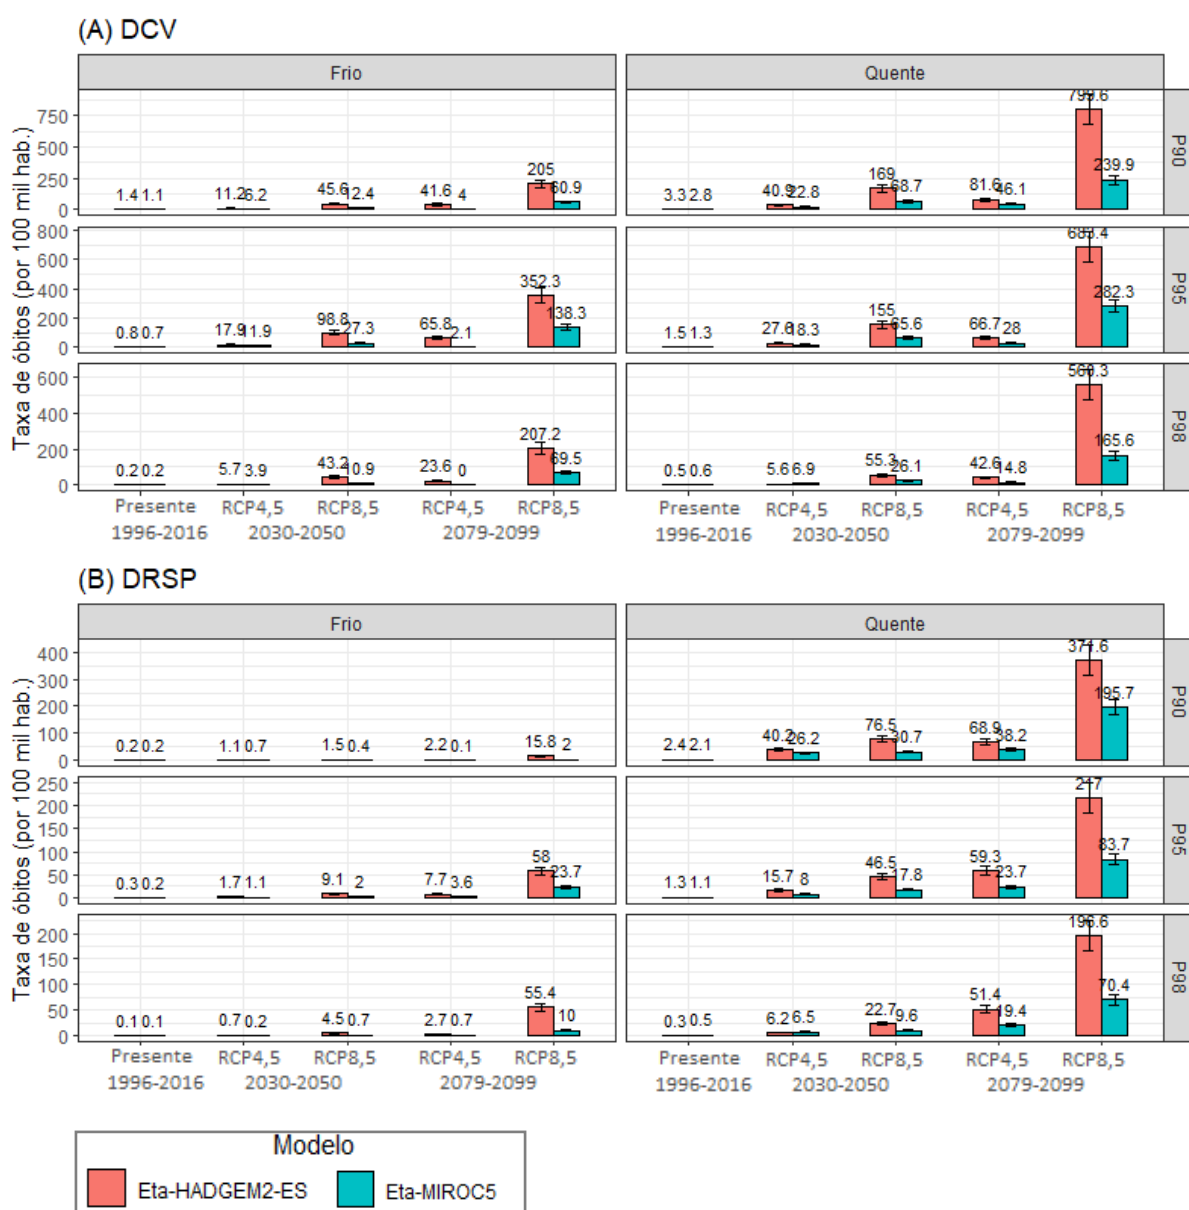 (A) DCV
Frio
Quente
Taxa de óbitos (por 100 mil hab.)
750
500
250
0
1.4 1.1 11.2 6.2 45.6 12.4 41.6 4 205 60.9
3.3 2.8 40.9 22.8 169 68.7 81.6 46.1 799.6 239.9
P90
800
600
400
200
0
0.8 0.7 17.9 11.9 98.8 27.3 65.8 2.1 352.3 138.3
1.5 1.3 27.6 18.3 155 65.6 66.7 28 683.4 282.3
P95
600
400
200
0
0.2 0.2 5.7 3.9 43.2 10.9 23.6 0 207.2 69.5
0.5 0.6 5.6 6.9 55.3 26.1 42.6 14.8 560.3 165.6
P98
Presente RCP4,5 RCP8,5 RCP4,5 RCP8,5
1996-2016 2030-2050 2079-2099
Presente RCP4,5 RCP8,5 RCP4,5 RCP8,5
1996-2016 2030-2050 2079-2099
(B) DRSP
Frio
Quente
Taxa de óbitos (por 100 mil hab.)
400
300
200
100
0
0.2 0.2 1.1 0.7 1.5 0.4 2.2 0.1 15.8 2
2.4 2.1 40.2 26.2 76.5 30.7 68.9 38.2 371.6 195.7
P90
250
200
150
100
50
0
0.3 0.2 1.7 1.1 9.1 2 7.7 3.6 58 23.7
1.3 1.1 15.7 8 46.5 17.8 59.3 23.7 83.7
P95
200
150
100
50
0
0.1 0.1 0.7 0.2 4.5 0.7 2.7 0.7 55.4 10
0.3 0.5 6.2 6.5 22.7 9.6 51.4 19.4 196.6 70.4
P98
Presente RCP4,5 RCP8,5 RCP4,5 RCP8,5
1996-2016 2030-2050 2079-2099
Presente RCP4,5 RCP8,5 RCP4,5 RCP8,5
1996-2016 2030-2050 2079-2099
Modelo
Eta-HADGEM2-ES Eta-MIROC5